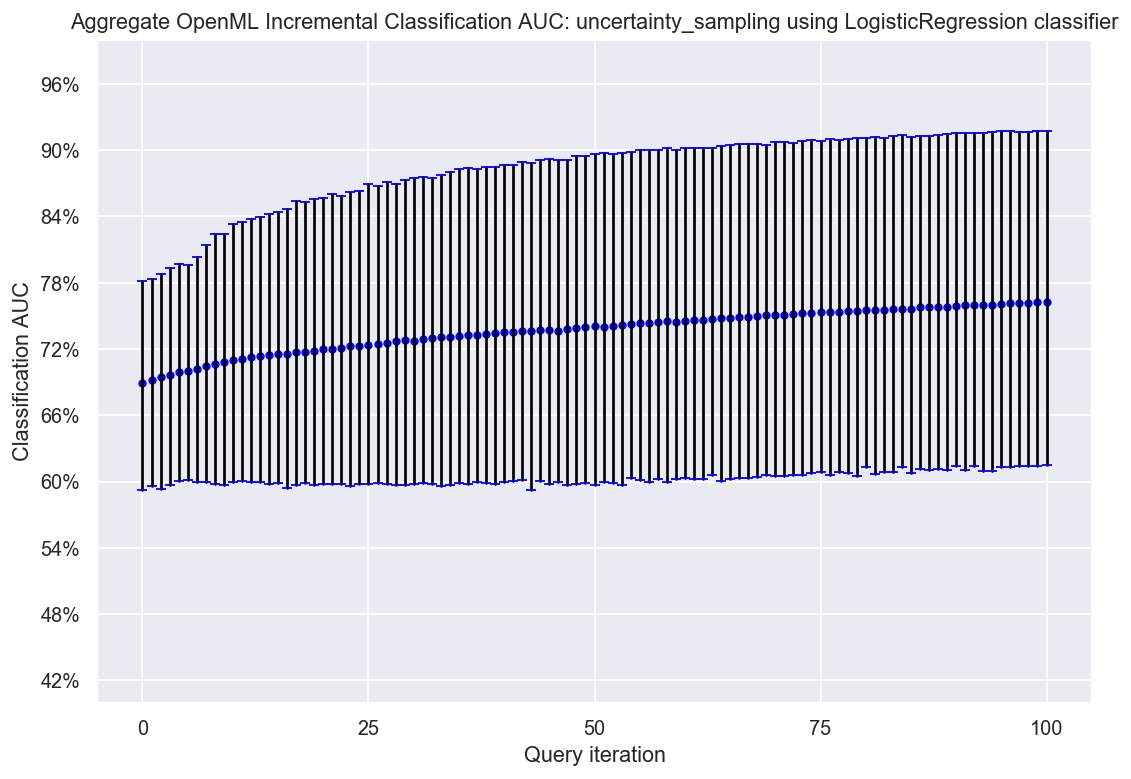 Aggregate OpenML Incremental Classification AUC: uncertainty_sampling using LogisticRegression classifier
96%
90%
84%
78%
72%
66%
60%
54%
48%
42%
Classification AUC
0 25 50 75 100
Query iteration